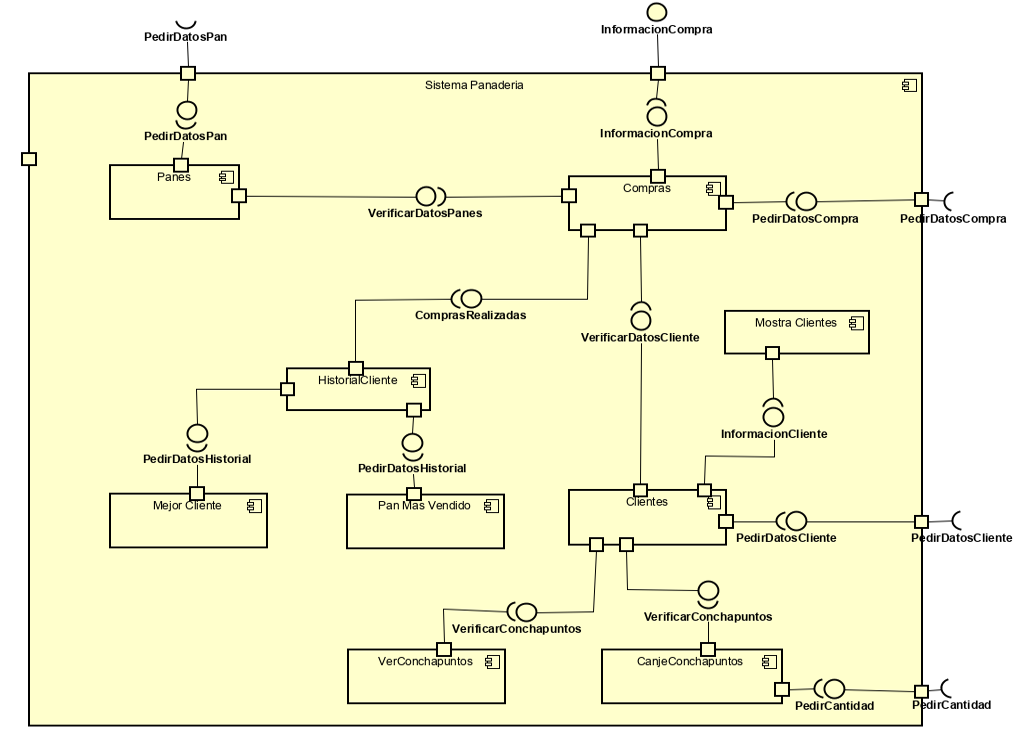 InformacionCompra
PedirDatosPan
Sistema Panaderia
PedirDatosPan
InformacionCompra
Panes
Compras
VerificarDatosPanes
PedirDatosCompra
PedirDatosCompra
ComprasRealizadas
Mostra Clientes
VerificarDatosCliente
HistorialCliente
InformacionCliente
PedirDatosHistorial
PedirDatosHistorial
Mejor Cliente
Pan Mas Vendido
Clientes
PedirDatosCliente
PedirDatosCliente
VerificarConchapuntos
VerificarConchapuntos
VerConchapuntos
CanjeConchapuntos
PedirCantidad
PedirCantidad